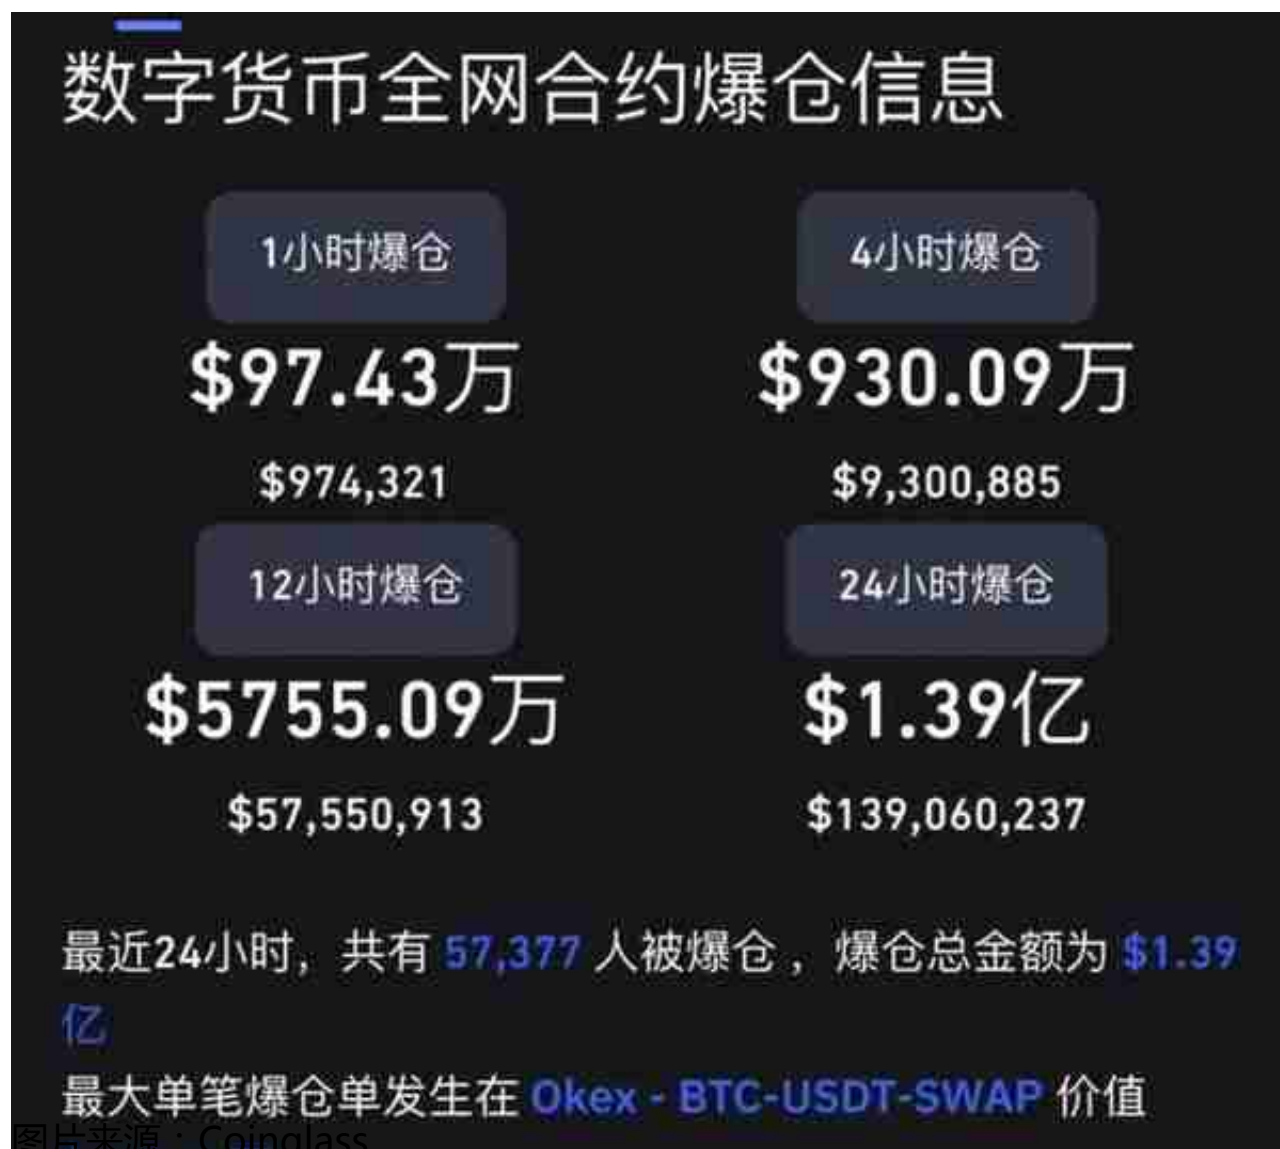 数字货币全网合约爆仓信息
1小时爆仓 4小时爆仓
$97.43万 $930.09万
$974,321 $9,300,885
12小时爆仓 24小时爆仓
$5755.09万 $1.39亿
$57,550,913 $139,060,237
最近24小时，共有 57,377 人被爆仓 ，爆仓总金额为 $1.39
亿
最大单笔爆仓单发生在 Okex - BTC-USDT-SWAP 价值
图片来源：Coinglass